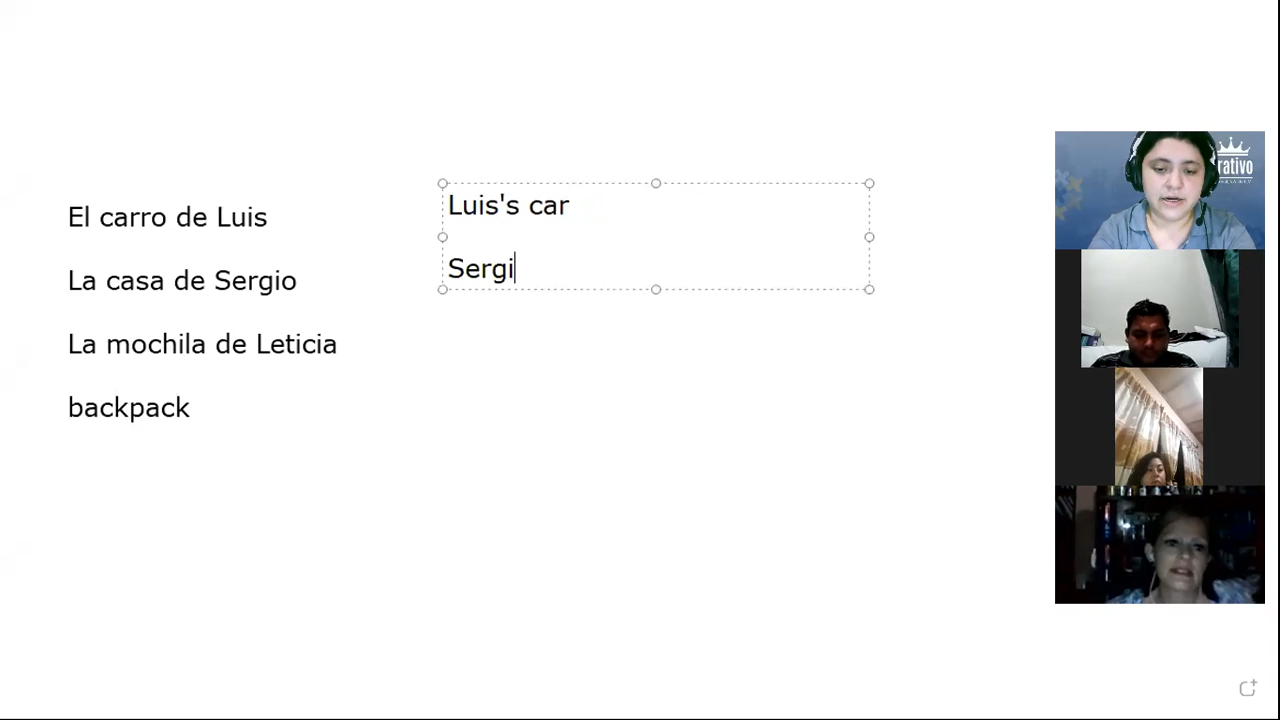 El carro de Luis
La casa de Sergio
La mochila de Leticia
backpack
Luis's car
Sergi
rativo